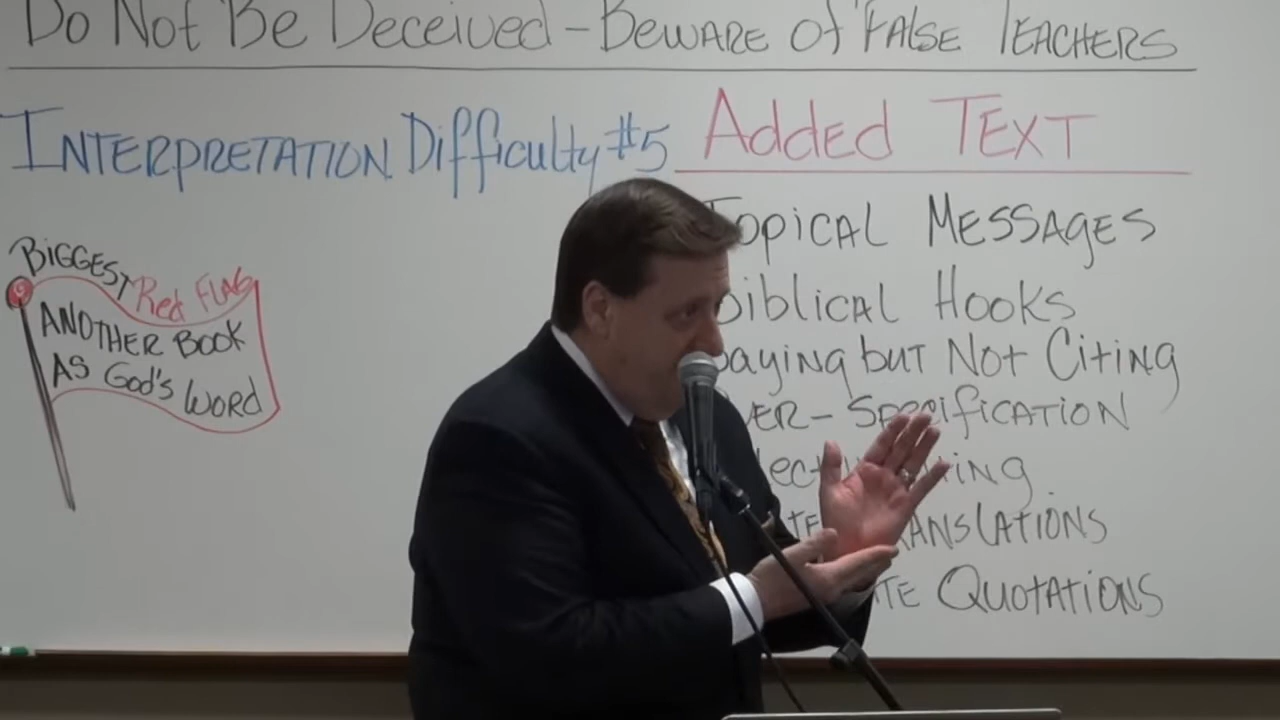 Do Not Be Deceived - Beware of False Teachers
Interpretation Difficulty #5 Added Text
Topical Messages
Biblical Hooks
Saying but Not Citing
Biggest Red Flag
Another Book
As God's Word
Specification
Quotations